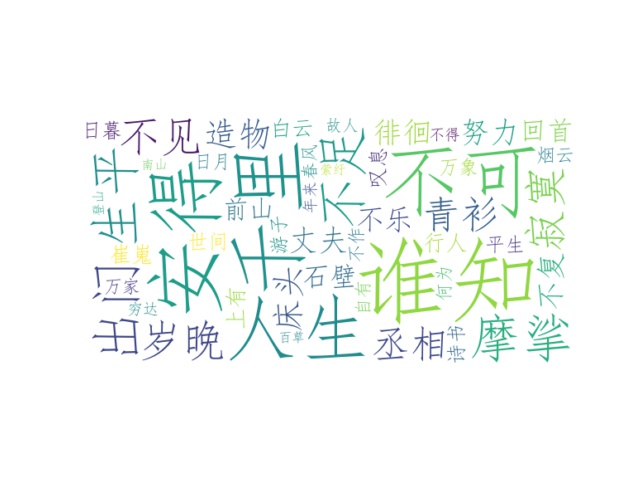 日暮
不见
造物
白云
故人
徘徊
不得
努力
回首
生平
南山
登山
日月
安得
千里
年来
春风
不足
萦纡
叹息
不可
万象
烟云
寂寞
前山
游子
不乐
青衫
崔嵬
世间
丈夫
不作
行人
平生
出门
万家
穷达
上有
床头
石壁
自有
谁知
何为
不复
岁晚
人生
百草
丞相
诗书
摩挲